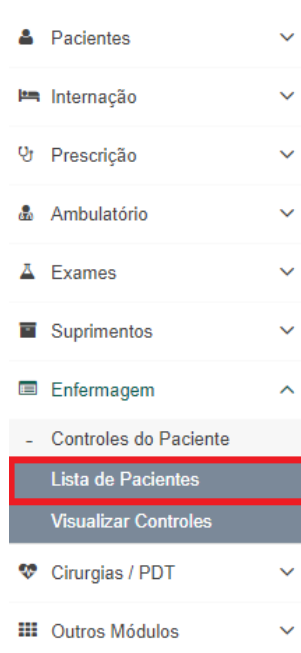 Pacientes
Internação
Prescrição
Ambulatório
Exames
Suprimentos
Enfermagem
- Controles do Paciente
Lista de Pacientes
Visualizar Controles
Cirurgias / PDT
Outros Módulos